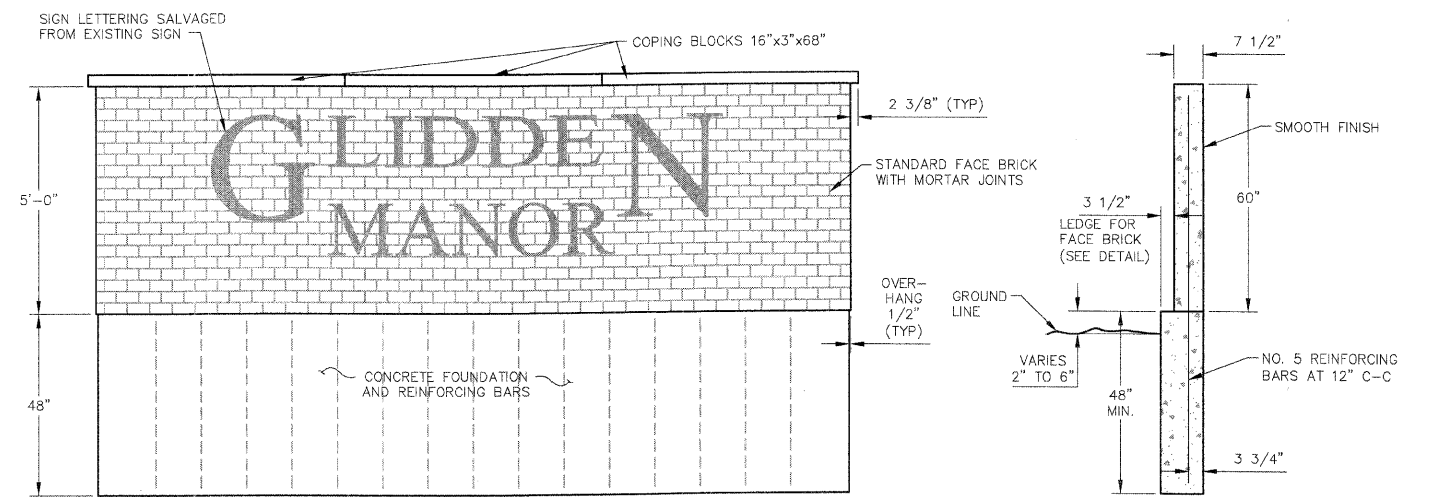 SIGN LETTERING SALVAGED
FROM EXISTING SIGN
COPING BLOCKS 16"x3"x68"
7 1/2"
2 3/8" (TYP)
SMOOTH FINISH
GLIDDEN
MANOR
STANDARD FACE BRICK
WITH MORTAR JOINTS
5'-0"
60"
3 1/2"
LEDGE FOR
FACE BRICK
(SEE DETAIL)
OVER-
HANG
1/2"
(TYP)
GROUND
LINE
VARIES
2" TO 6"
NO. 5 REINFORCING
BARS AT 12" C-C
CONCRETE FOUNDATION
AND REINFORCING BARS
48"
48"
MIN.
3 3/4"